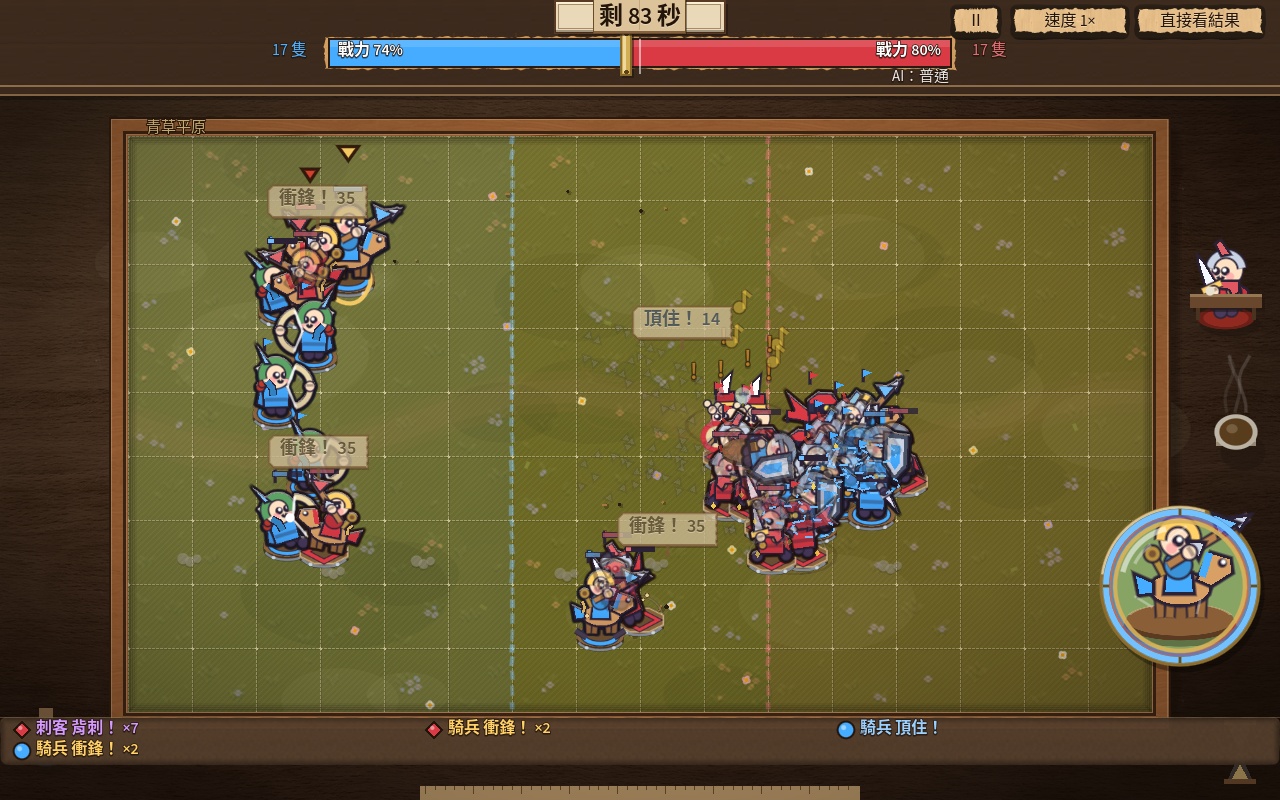 剩 83 秒
II
速度 1×
直接看結果
17 隻
戰力 74%
戰力 80%
17 隻
AI：普通
青草平原
衝鋒！ 35
頂住！ 14
衝鋒！ 35
衝鋒！ 35
刺客 背刺！ ×7
騎兵 衝鋒！ ×2
騎兵 頂住！
騎兵 衝鋒！ ×2